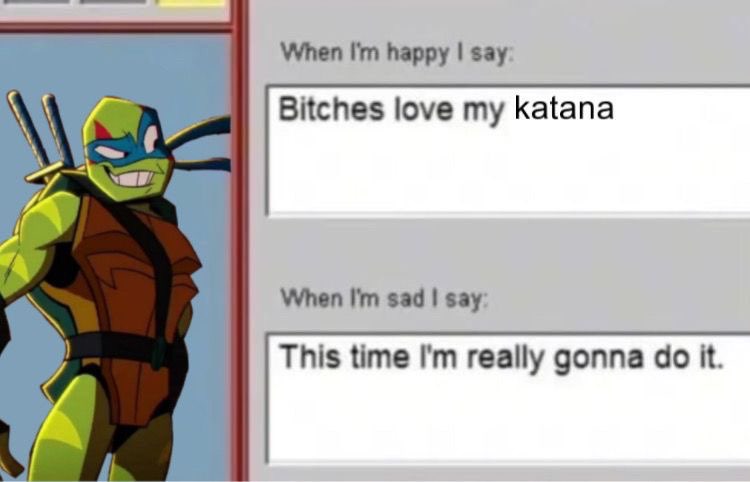 When I'm happy I say:
Bitches love my katana
When I'm sad I say:
This time I'm really gonna do it.